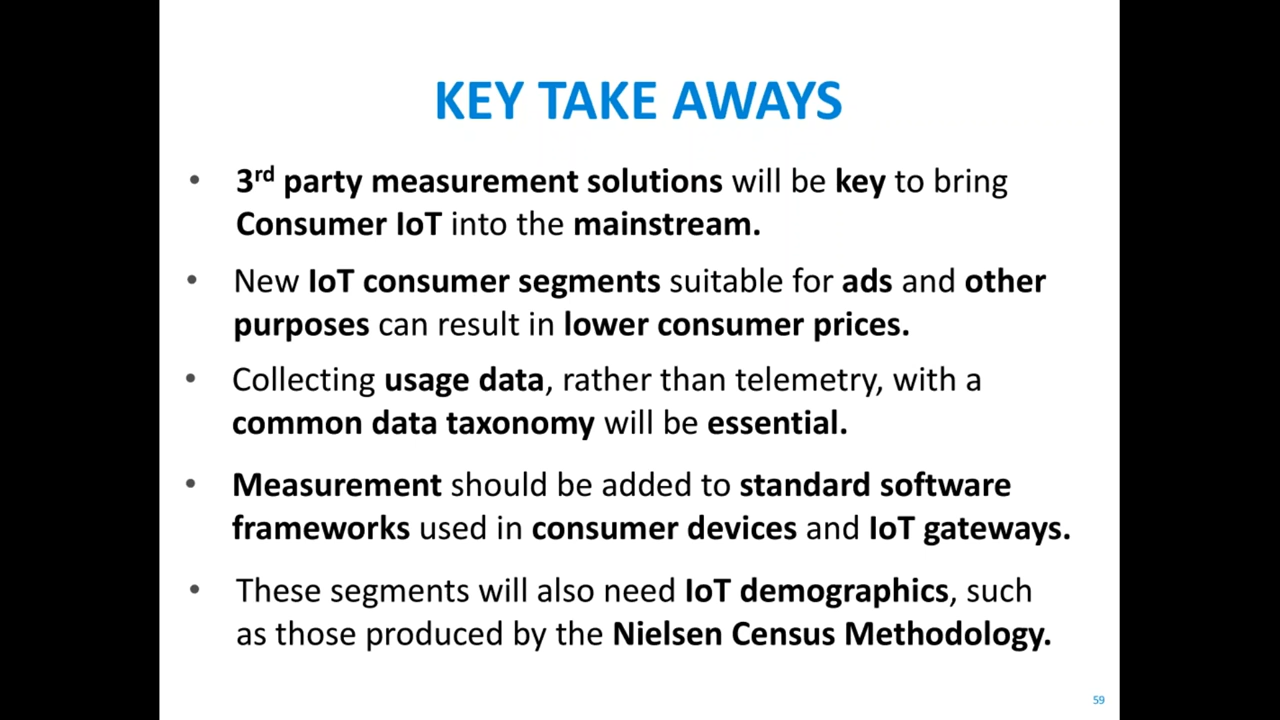 KEY TAKE AWAYS
• 3rd party measurement solutions will be key to bring
Consumer IoT into the mainstream.
• New IoT consumer segments suitable for ads and other
purposes can result in lower consumer prices.
• Collecting usage data, rather than telemetry, with a
common data taxonomy will be essential.
• Measurement should be added to standard software
frameworks used in consumer devices and IoT gateways.
• These segments will also need IoT demographics, such
as those produced by the Nielsen Census Methodology.
59